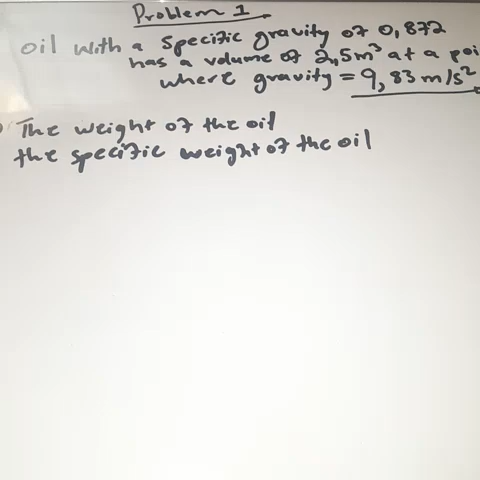 Problem 1
oil with a specific gravity of 0,872
has a volume of 2,5m³ at a poi
where gravity = 9,83 m/s²
The weight of the oil
the specific weight of the oil